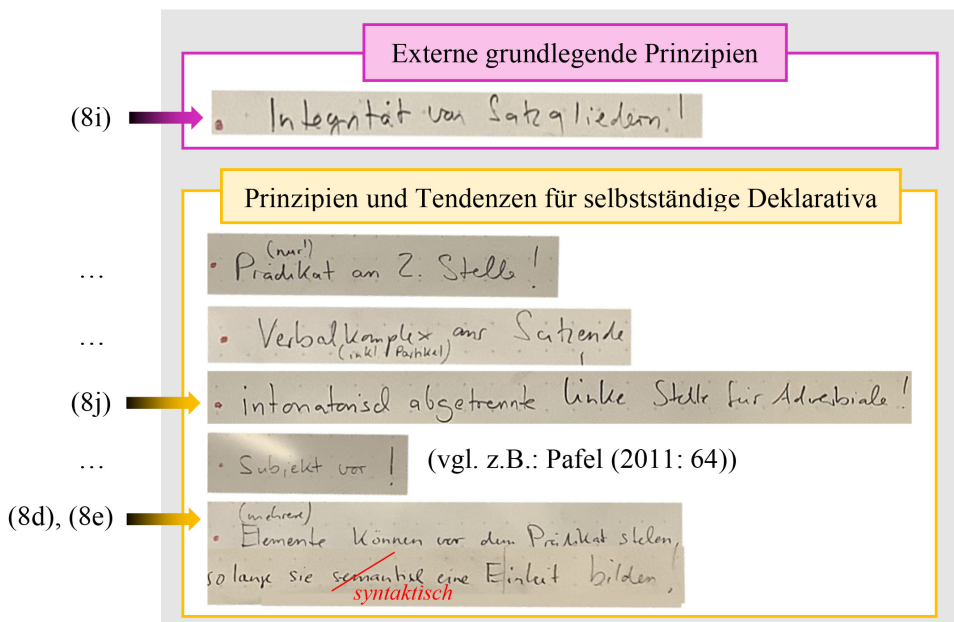 Externe grundlegende Prinzipien
(8i)
• Integrität von Satzgliedern!
Prinzipien und Tendenzen für selbstständige Deklarativa
(nur!)
… • Prädikat an 2. Stelle!
… • Verbalkomplex ans Satzende!
(inkl Partikel)
(8j) • intonatorisch abgetrennte linke Stelle für Adverbiale!
… • Subjekt vor! (vgl. z.B.: Pafel (2011: 64))
(mehrere)
(8d), (8e) • Elemente können vor dem Prädikat stehen,
solange sie semantisch eine Einheit bilden!
syntaktisch